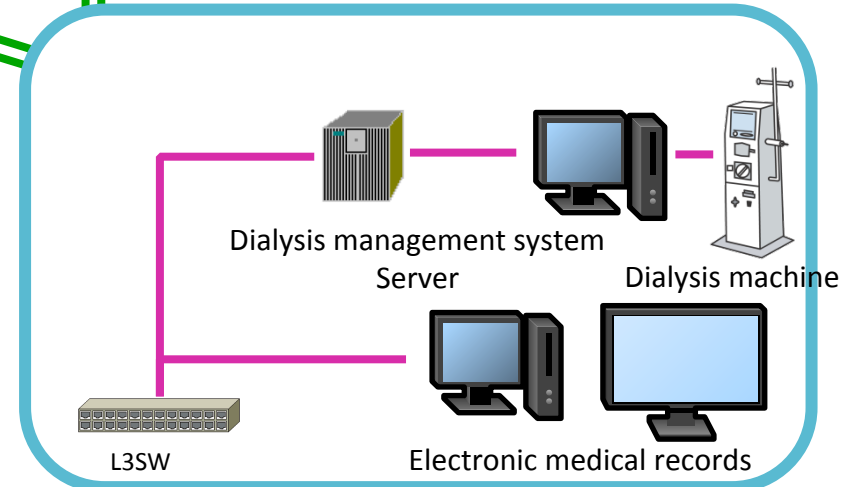 Dialysis management system
Server
Dialysis machine
L3SW
Electronic medical records